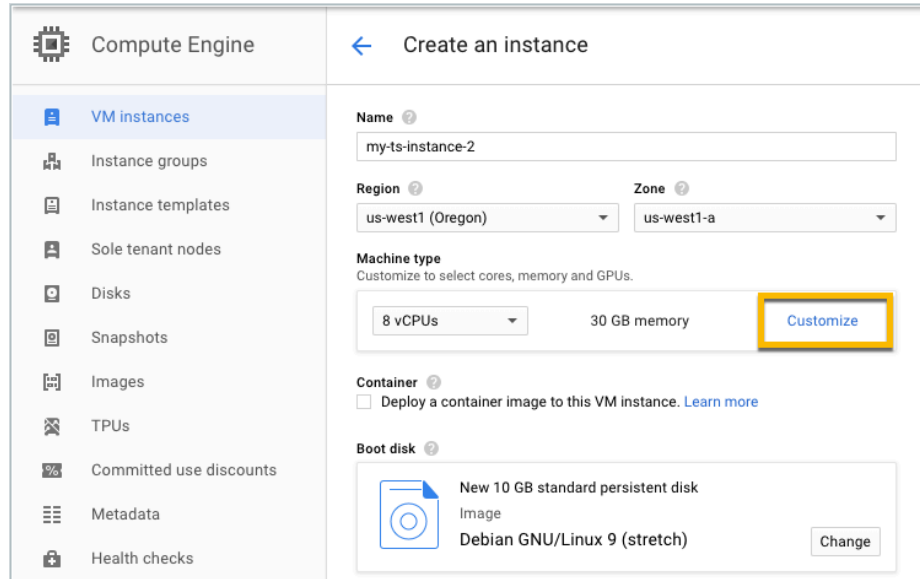 Compute Engine
VM instances
Instance groups
Instance templates
Sole tenant nodes
Disks
Snapshots
Images
TPUs
Committed use discounts
Metadata
Health checks
Create an instance
Name
my-ts-instance-2
Region
Zone
us-west1 (Oregon)
us-west1-a
Machine type
Customize to select cores, memory and GPUs.
8 vCPUs
30 GB memory
Customize
Container
Deploy a container image to this VM instance. Learn more
Boot disk
New 10 GB standard persistent disk
Image
Debian GNU/Linux 9 (stretch)
Change